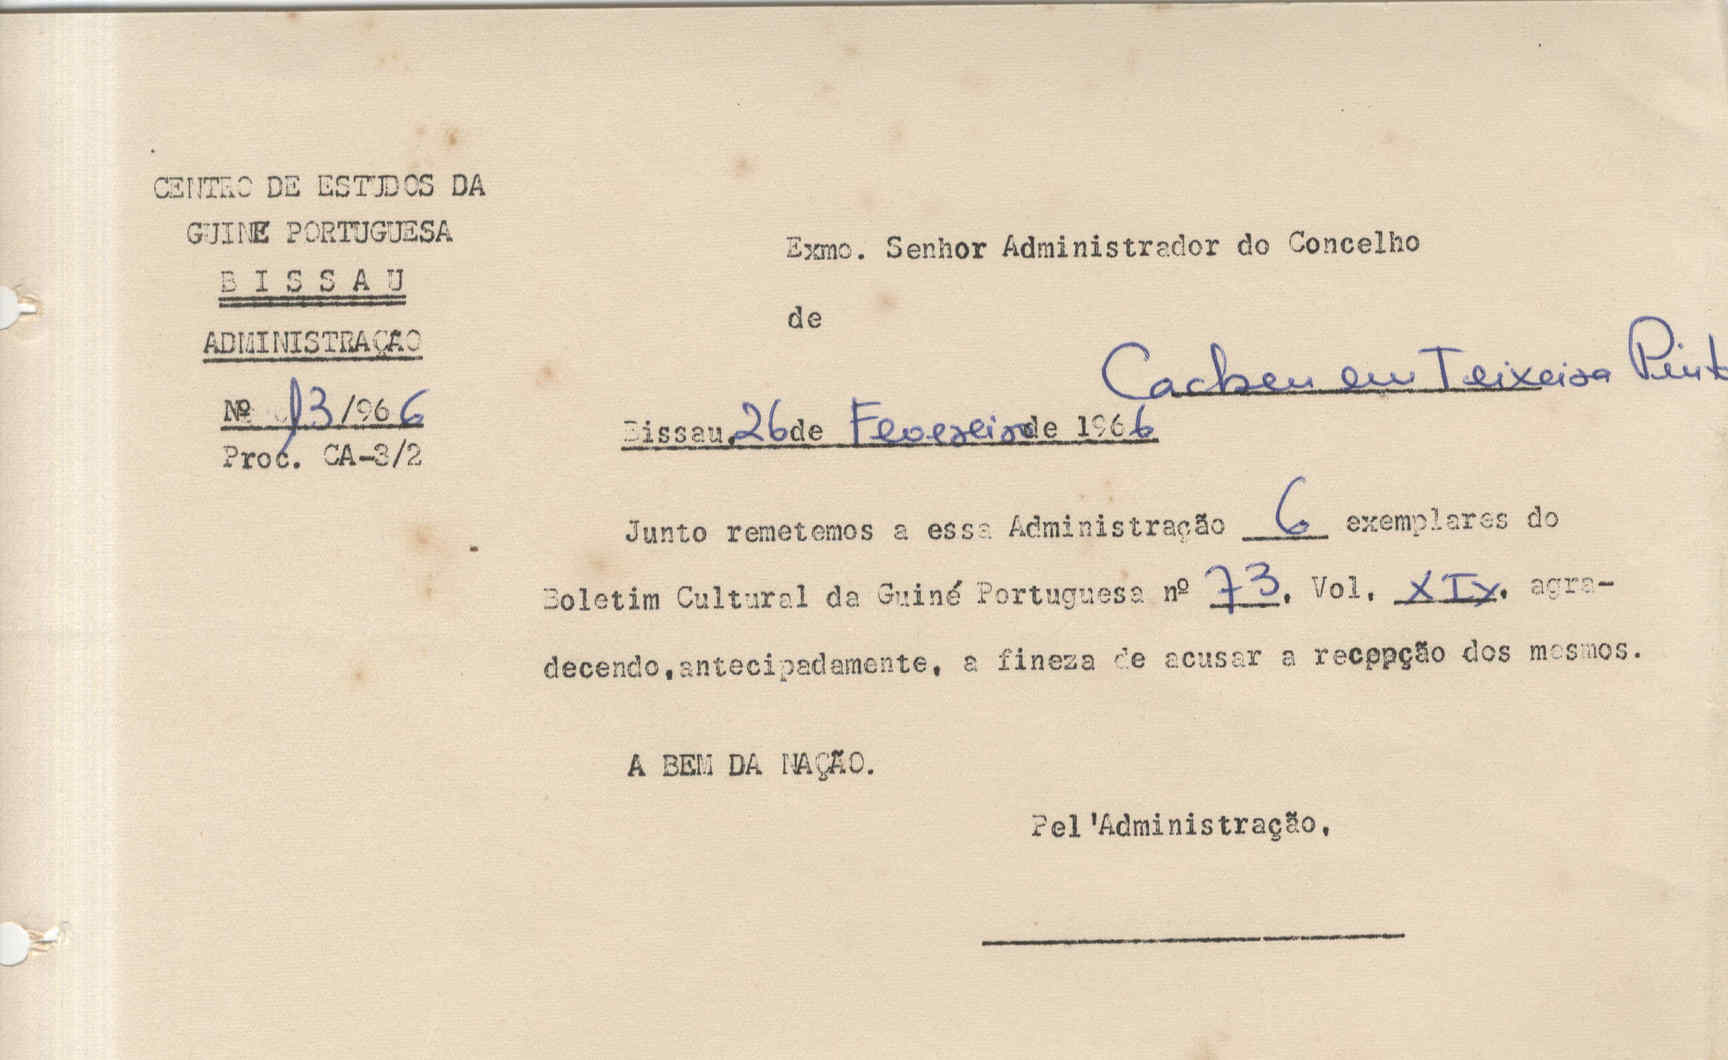 CENTRO DE ESTUDOS DA
GUINE PORTUGUESA
B I S S A U
ADMINISTRAÇÃO
Nº 13/966
Proc. CA-3/2
Exmo. Senhor Administrador do Concelho
de
Cacheu em Teixeira Pinto
Bissau, 26 de Fevereiro de 1966
Junto remetemos a essa Administração 6 exemplares do
Boletim Cultural da Guiné Portuguesa nº 73, Vol. XIX, agra-
decendo, antecipadamente, a fineza de acusar a recppção dos mesmos.
A BEM DA NAÇÃO.
Pel'Administração,